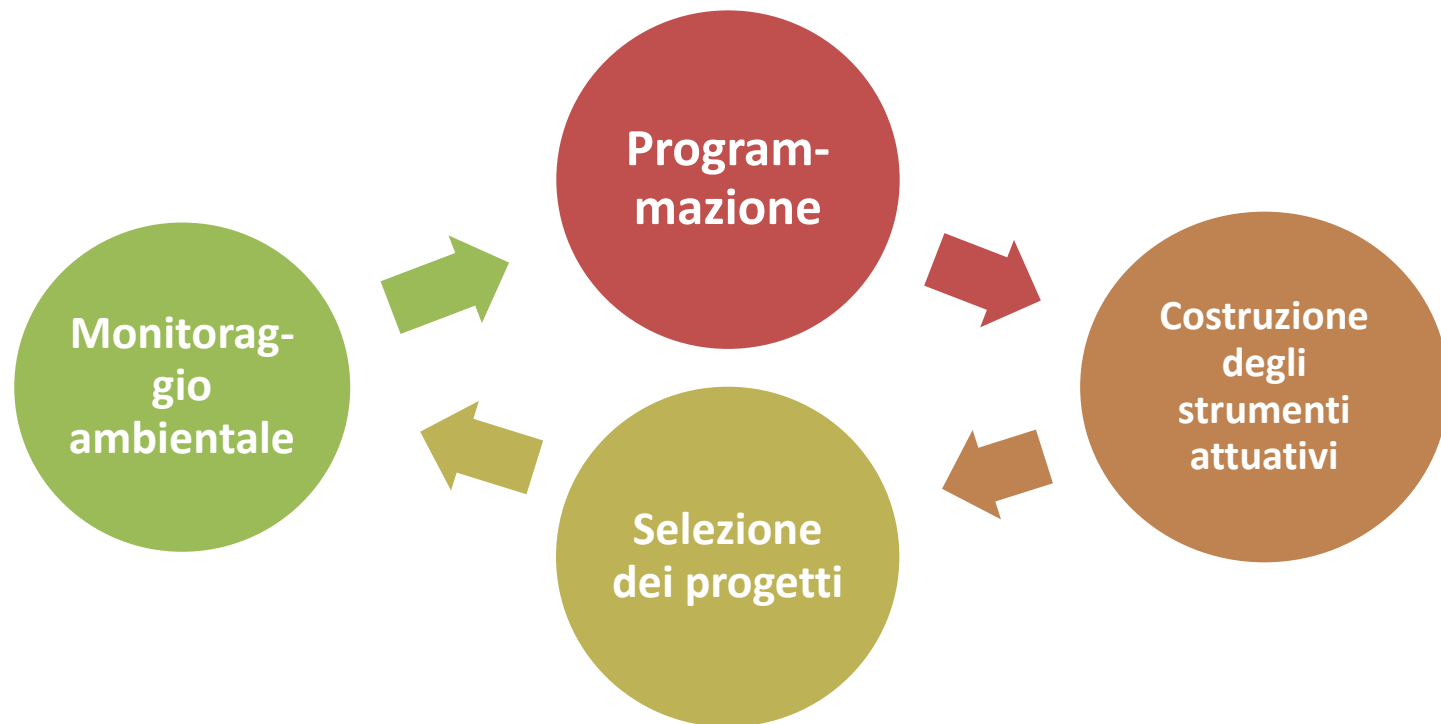 Program-
mazione
Costruzione
degli
strumenti
attuativi
Selezione
dei progetti
Monitorag-
gio
ambientale